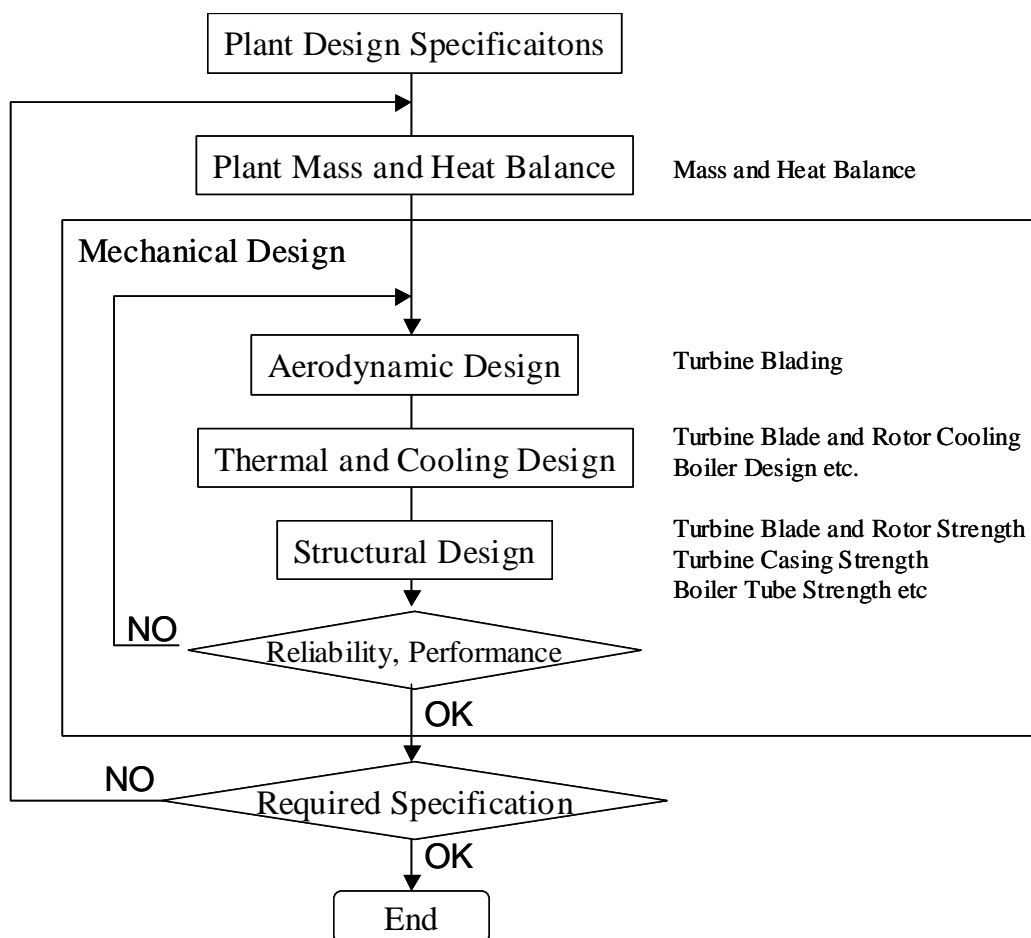 Plant Design Specificaitons
Plant Mass and Heat Balance
Mass and Heat Balance
Mechanical Design
Aerodynamic Design
Turbine Blading
Thermal and Cooling Design
Turbine Blade and Rotor Cooling
Boiler Design etc.
Structural Design
Turbine Blade and Rotor Strength
Turbine Casing Strength
Boiler Tube Strength etc
NO
Reliability, Performance
OK
NO
Required Specification
OK
End